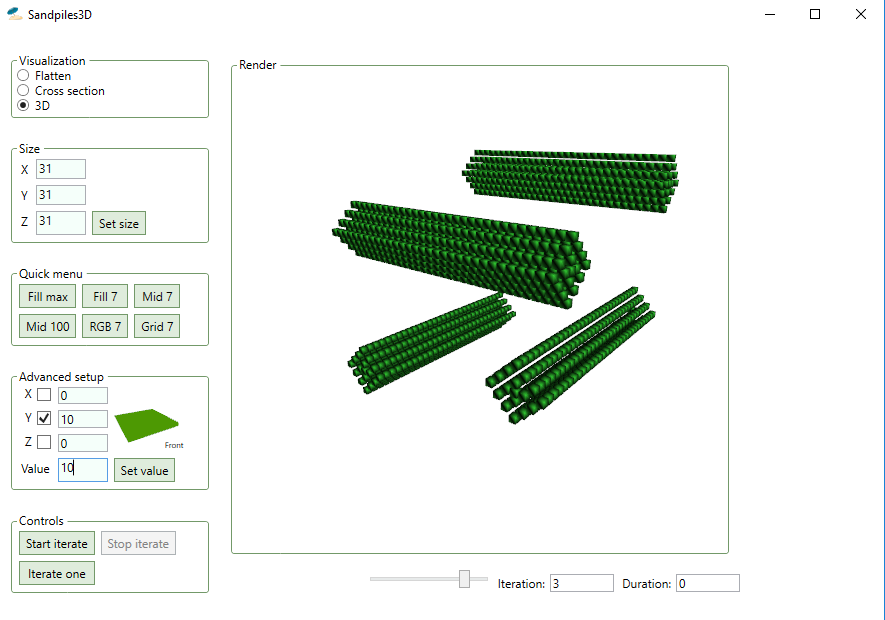 Sandpiles3D
Visualization
Flatten
Cross section
3D
Size
X 31
Y 31
Z 31 Set size
Quick menu
Fill max Fill 7 Mid 7
Mid 100 RGB 7 Grid 7
Advanced setup
X 0
Y 10
Z 0
Front
Value 10 Set value
Controls
Start iterate Stop iterate
Iterate one
Render
Iteration: 3 Duration: 0